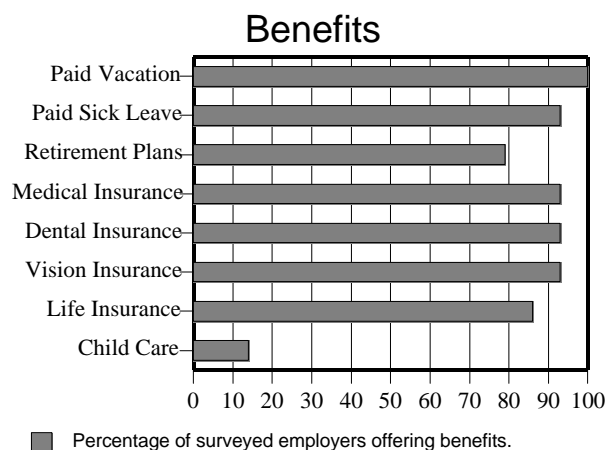 Benefits
Paid Vacation
Paid Sick Leave
Retirement Plans
Medical Insurance
Dental Insurance
Vision Insurance
Life Insurance
Child Care
0 10 20 30 40 50 60 70 80 90 100
Percentage of surveyed employers offering benefits.